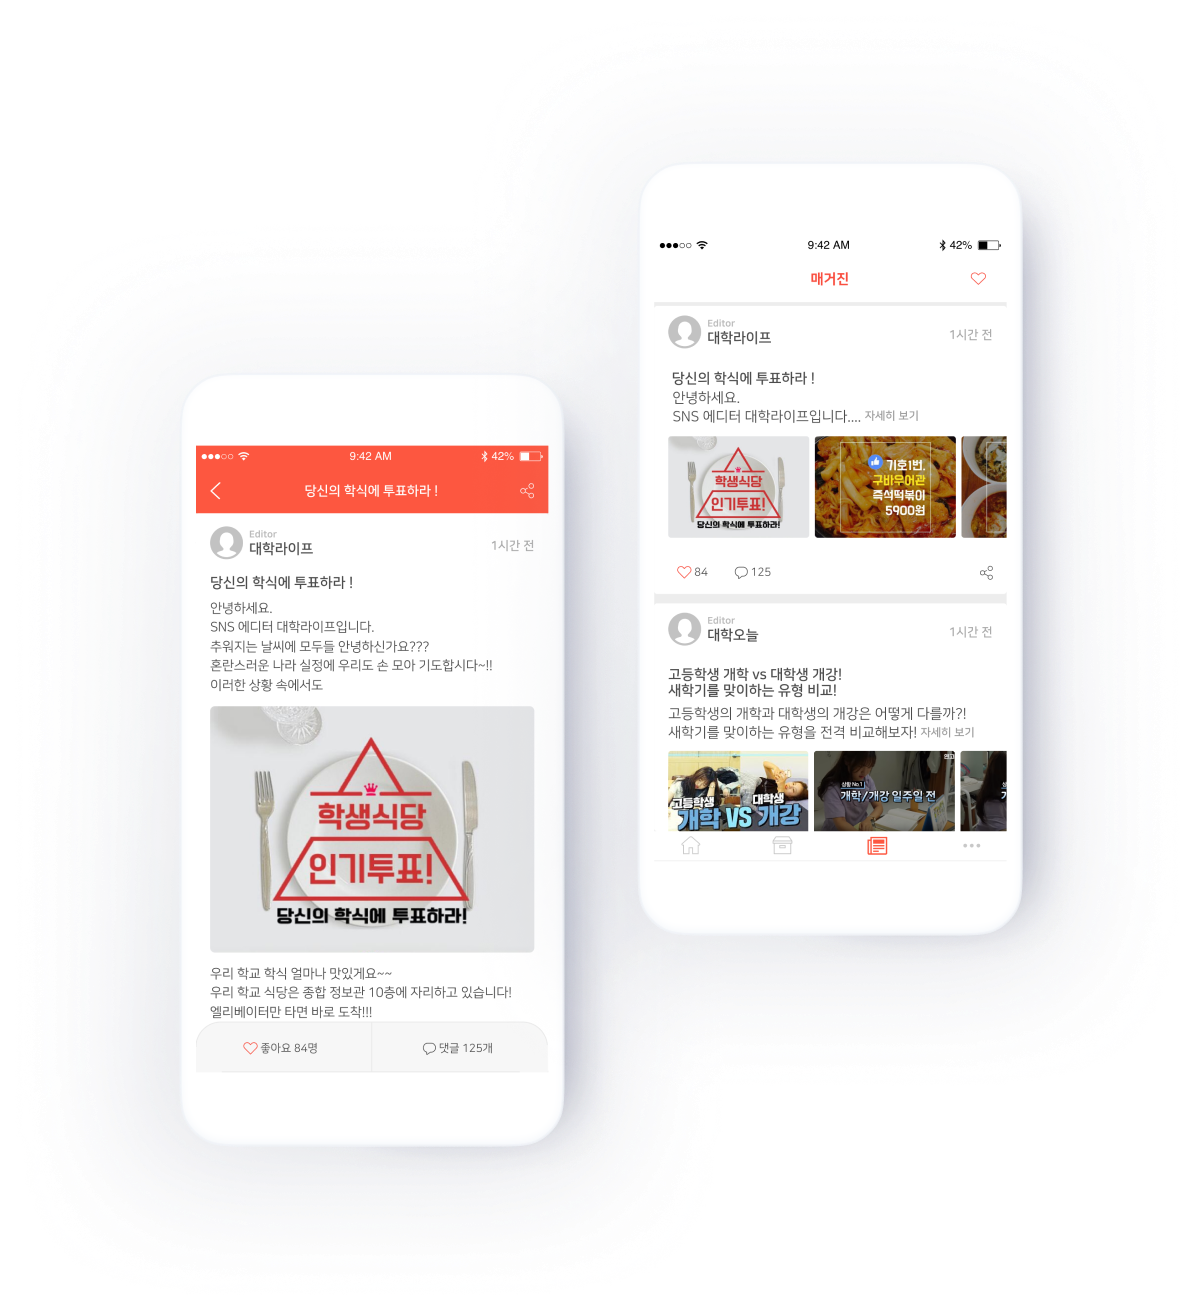 9:42 AM
42%
당신의 학식에 투표하라 !
Editor
대학라이프
1시간 전
당신의 학식에 투표하라 !
안녕하세요.
SNS 에디터 대학라이프입니다.
추워지는 날씨에 모두들 안녕하신가요???
혼란스러운 나라 실정에 우리도 손 모아 기도합시다~!!
이러한 상황 속에서도
학생식당
인기투표!
당신의 학식에 투표하라!
우리 학교 학식 얼마나 맛있게요~~
우리 학교 식당은 종합 정보관 10층에 자리하고 있습니다!
엘리베이터만 타면 바로 도착!!!
좋아요 84명
댓글 125개
9:42 AM
42%
매거진
Editor
대학라이프
1시간 전
당신의 학식에 투표하라 !
안녕하세요.
SNS 에디터 대학라이프입니다.... 자세히 보기
학생식당
인기투표!
당신의 학식에 투표하라!
기호1번.
구바우어관
즉석떡볶이
5900원
84
125
Editor
대학오늘
1시간 전
고등학생 개학 vs 대학생 개강!
새학기를 맞이하는 유형 비교!
고등학생의 개학과 대학생의 개강은 어떻게 다를까?!
새학기를 맞이하는 유형을 전격 비교해보자! 자세히 보기
고등학생
대학생
개학 VS 개강
상황 No.1
개학/개강 일주일 전